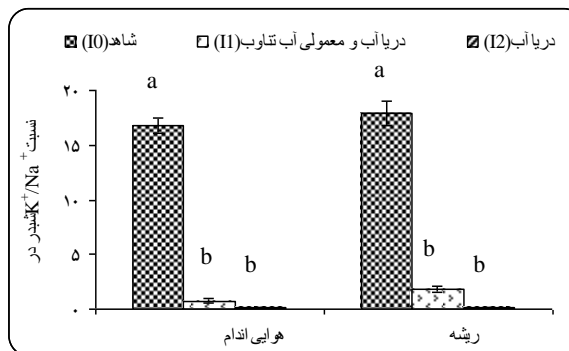 شاهد(I0)
دریا آب و معمولی آب تناوب(I1)
دریا آب(I2)
نسبت K⁺/Na⁺ شبدر در
۲۰
۱۵
۱۰
۵
۰
a
b
b
a
b
b
هوایی اندام
ریشه